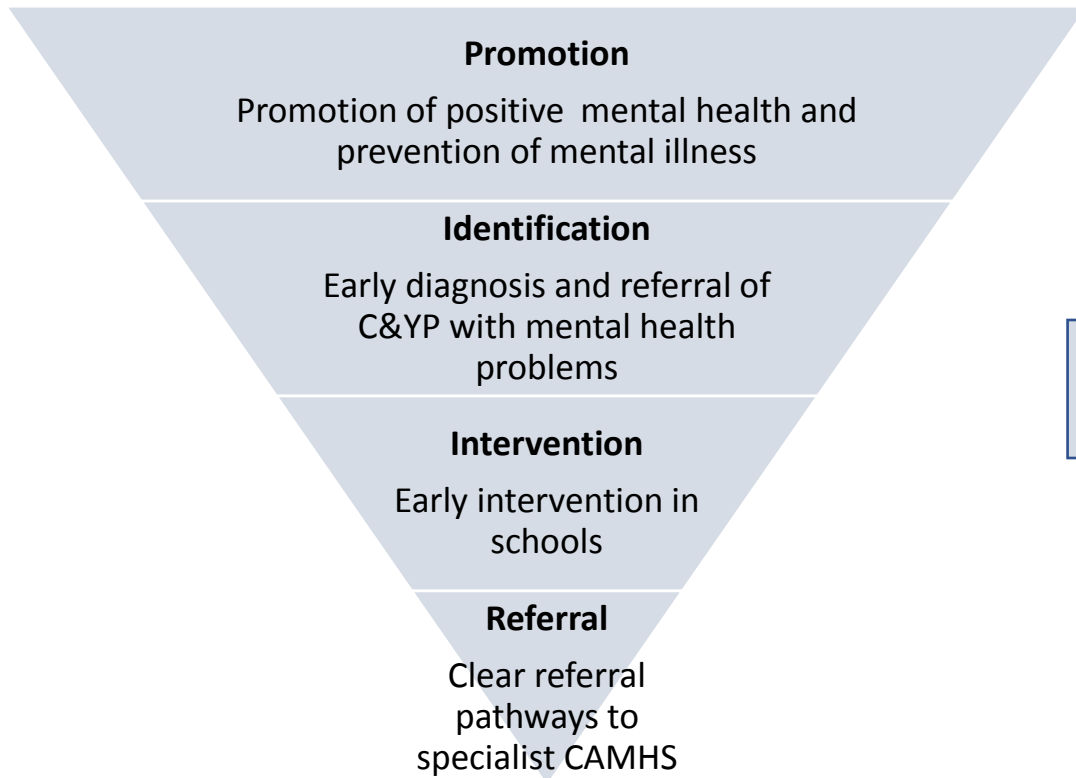 Promotion
Promotion of positive mental health and
prevention of mental illness
Identification
Early diagnosis and referral of
C&YP with mental health
problems
Intervention
Early intervention in
schools
Referral
Clear referral
pathways to
specialist CAMHS